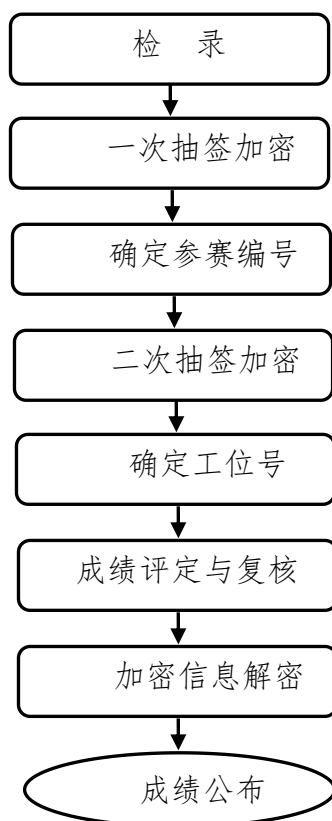 检 录
一次抽签加密
确定参赛编号
二次抽签加密
确定工位号
成绩评定与复核
加密信息解密
成绩公布